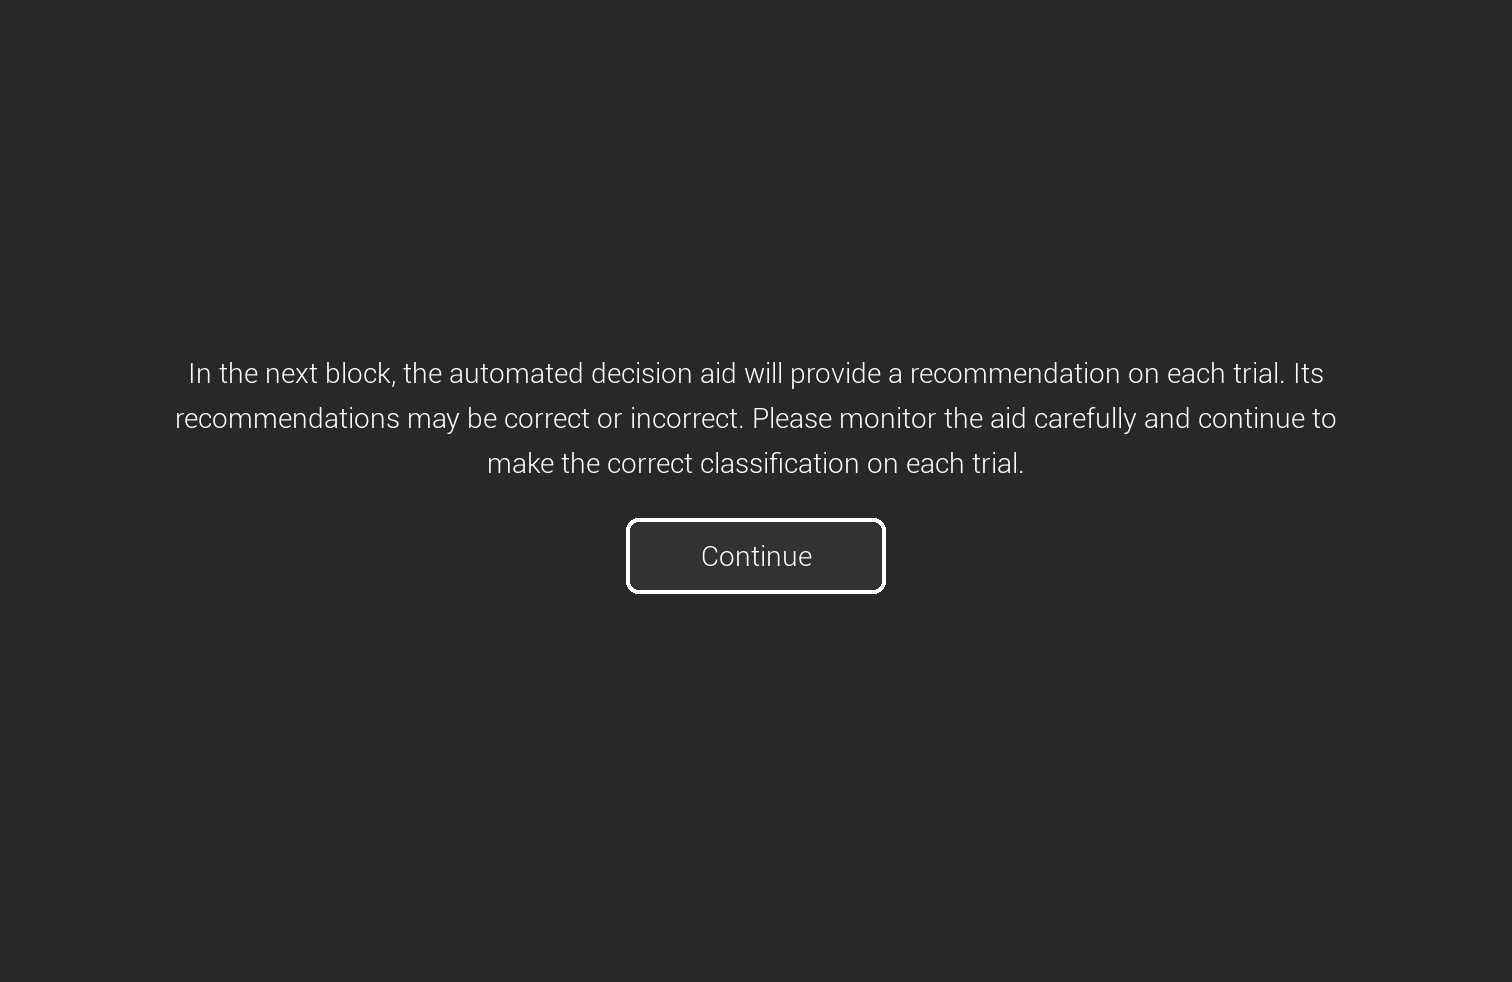 In the next block, the automated decision aid will provide a recommendation on each trial. Its
recommendations may be correct or incorrect. Please monitor the aid carefully and continue to
make the correct classification on each trial.
Continue